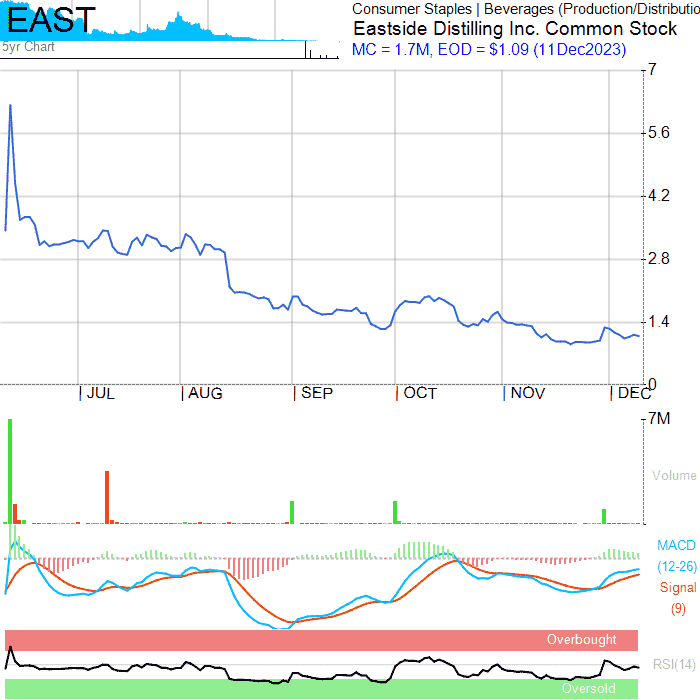 EAST
5yr Chart
Consumer Staples | Beverages (Production/Distributio
Eastside Distilling Inc. Common Stock
MC = 1.7M, EOD = $1.09 (11Dec2023)
7
5.6
4.2
2.8
1.4
0
JUL AUG SEP OCT NOV DEC
7M
Volume
MACD
(12-26)
Signal
(9)
Overbought
RSI(14)
Oversold